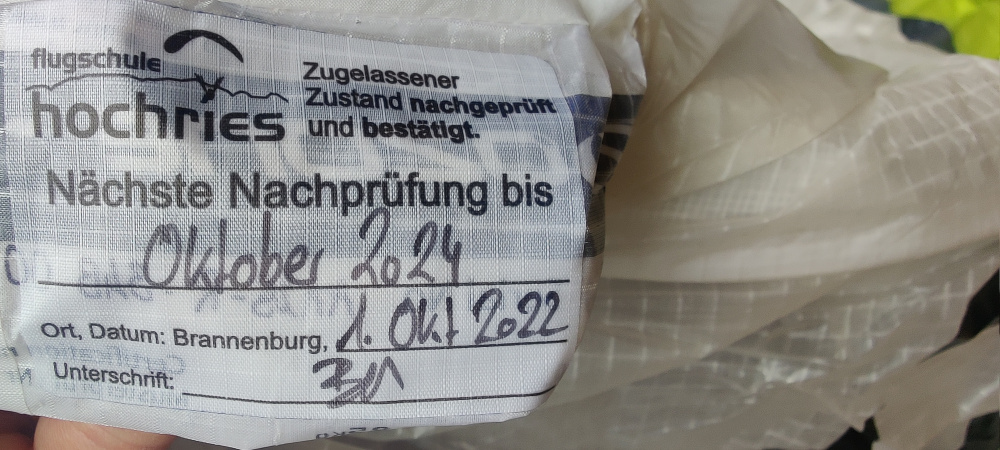 flugschule
hochries
Zugelassener
Zustand nachgeprüft
und bestätigt.
Nächste Nachprüfung bis
Oktober 2024
Ort, Datum: Brannenburg, 1. Okt 2022
Unterschrift: